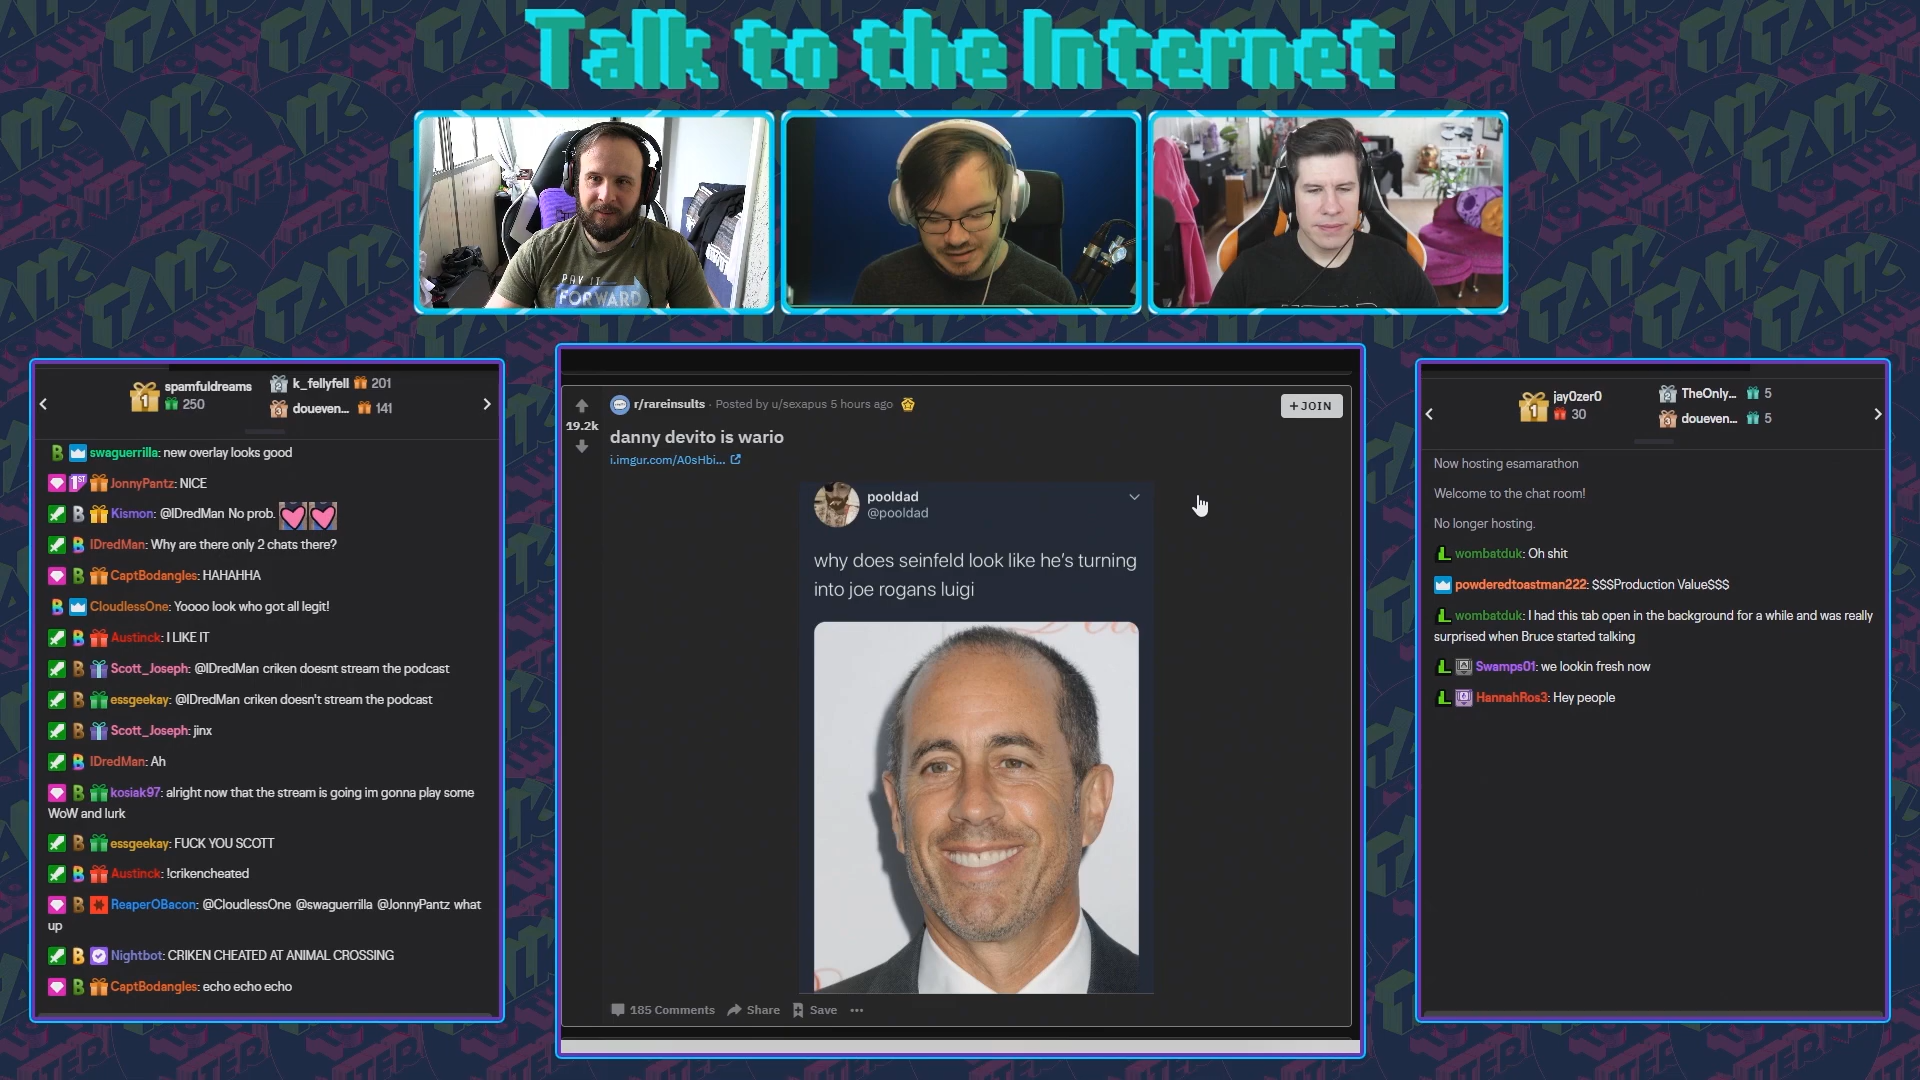 Talk to the Internet
PAY IT
FORWARD
1
spamfuldreams
250
2
k_fellyfell
201
3
doueven...
141
swaguerrilla: new overlay looks good
JonnyPantz: NICE
Kismon: @IDredMan No prob.
IDredMan: Why are there only 2 chats there?
CaptBodangles: HAHAHHA
CloudlessOne: Yoooo look who got all legit!
Austinck: I LIKE IT
Scott_Joseph: @IDredMan criken doesnt stream the podcast
essgeekay: @IDredMan criken doesn't stream the podcast
Scott_Joseph: jinx
IDredMan: Ah
kosiak97: alright now that the stream is going im gonna play some
WoW and lurk
essgeekay: FUCK YOU SCOTT
Austinck: !crikencheated
ReaperOBacon: @CloudlessOne @swaguerrilla @JonnyPantz what
up
Nightbot: CRIKEN CHEATED AT ANIMAL CROSSING
CaptBodangles: echo echo echo
19.2k
r/rareinsults · Posted by u/sexapus 5 hours ago
+ JOIN
danny devito is wario
i.imgur.com/A0sHbi...
pooldad
@pooldad
why does seinfeld look like he's turning
into joe rogans luigi
185 Comments
Share
Save
...
1
jay0zer0
30
2
TheOnly...
5
3
doueven...
5
Now hosting esamarathon
Welcome to the chat room!
No longer hosting.
wombatduk: Oh shit
powderedtoastman222: $$$Production Value$$$
wombatduk: I had this tab open in the background for a while and was really
surprised when Bruce started talking
Swamps01: we lookin fresh now
HannahRos3: Hey people